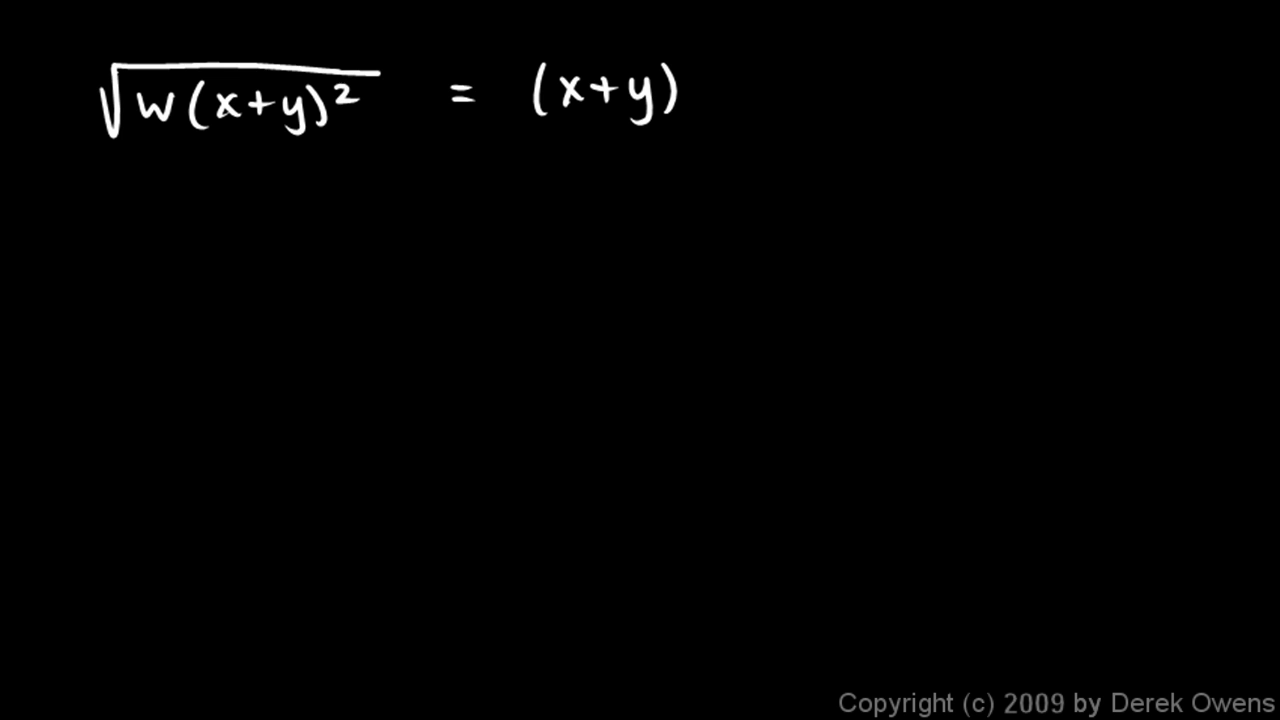 √w(x+y)² = (x+y)
Copyright (c) 2009 by Derek Owens